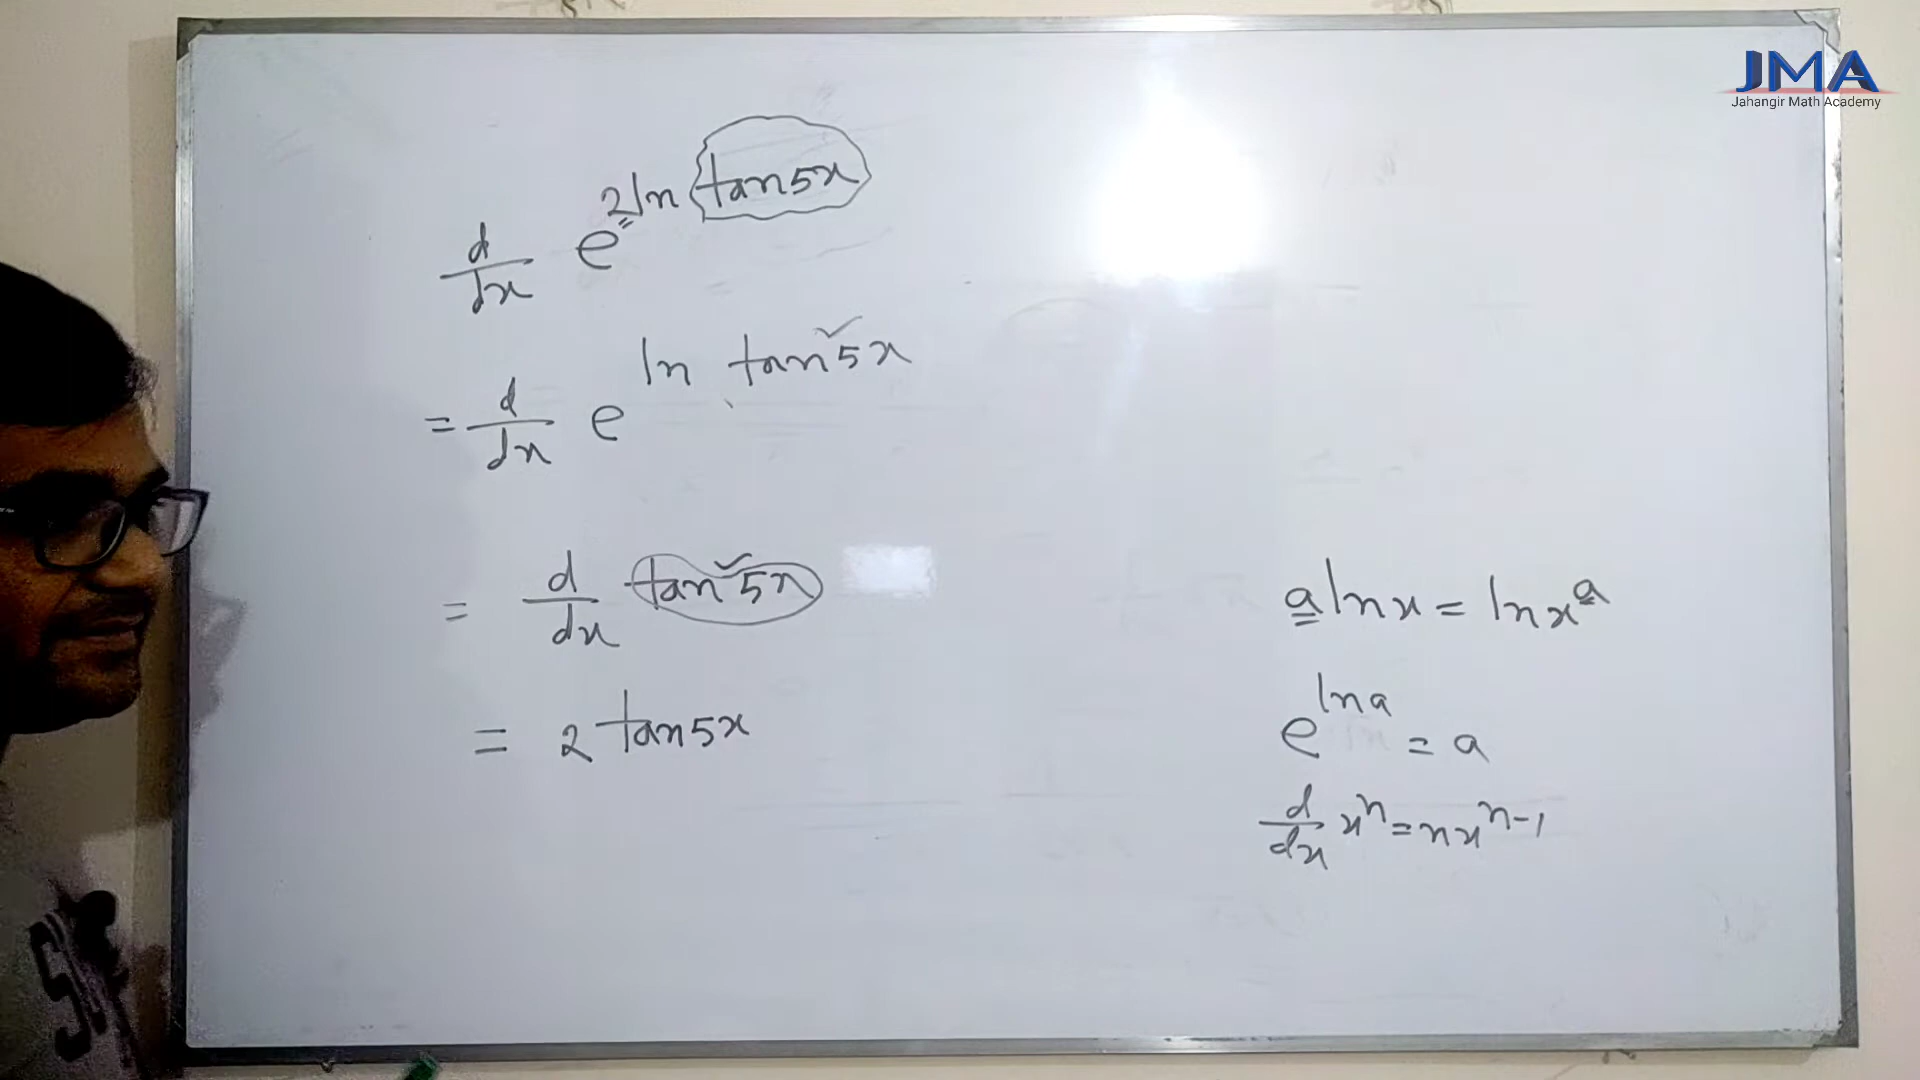 JMA
Jahangir Math Academy
d/dx e^{2 ln tan5x}
= d/dx e^{ln tan²5x}
= d/dx tan²5x
= 2 tan5x
a ln x = ln x^a
e^{ln a} = a
d/dx x^n = n x^{n-1}